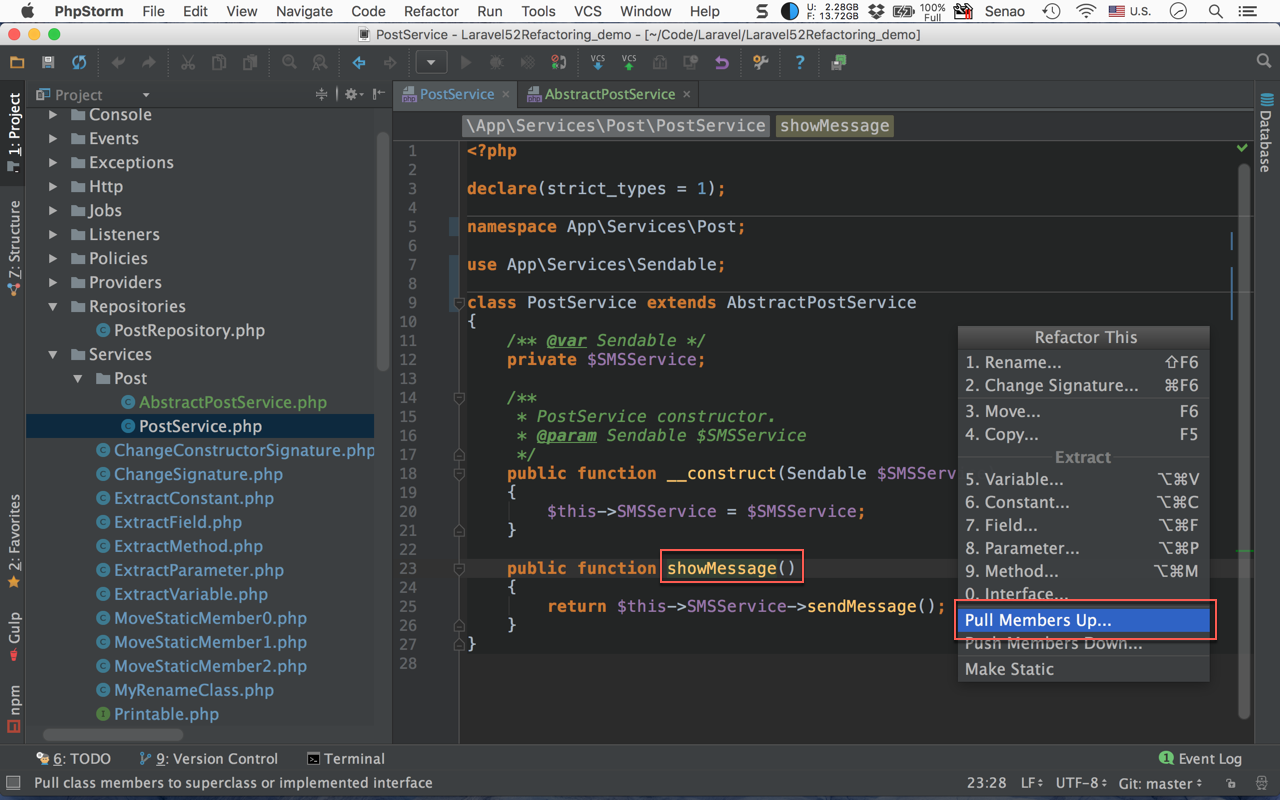 PhpStorm File Edit View Navigate Code Refactor Run Tools VCS Window Help S U: 2.28GB F: 13.72GB 100% Full Senao U.S.
PostService - Laravel52Refactoring_demo - [~/Code/Laravel/Laravel52Refactoring_demo]
VCS VCS ?
1: Project
7: Structure
2: Favorites
Gulp
npm
Project
Console
Events
Exceptions
Http
Jobs
Listeners
Policies
Providers
Repositories
PostRepository.php
Services
Post
AbstractPostService.php
PostService.php
ChangeConstructorSignature.php
ChangeSignature.php
ExtractConstant.php
ExtractField.php
ExtractMethod.php
ExtractParameter.php
ExtractVariable.php
MoveStaticMember0.php
MoveStaticMember1.php
MoveStaticMember2.php
MyRenameClass.php
Printable.php
PostService × AbstractPostService ×
\App\Services\Post\PostService showMessage
1 <?php
2
3 declare(strict_types = 1);
4
5 namespace App\Services\Post;
6
7 use App\Services\Sendable;
8
9 class PostService extends AbstractPostService
10 {
11 /** @var Sendable */
12 private $SMSService;
13
14 /**
15 * PostService constructor.
16 * @param Sendable $SMSService
17 */
18 public function __construct(Sendable $SMSServ
19 {
20 $this->SMSService = $SMSService;
21 }
22
23 public function showMessage()
24 {
25 return $this->SMSService->sendMessage();
26 }
27 }
28
Refactor This
1. Rename... ⇧F6
2. Change Signature... ⌘F6
3. Move... F6
4. Copy... F5
Extract
5. Variable... ⌥⌘V
6. Constant... ⌥⌘C
7. Field... ⌥⌘F
8. Parameter... ⌥⌘P
9. Method... ⌥⌘M
0. Interface...
Pull Members Up...
Push Members Down...
Make Static
Database
6: TODO 9: Version Control Terminal 1 Event Log
Pull class members to superclass or implemented interface 23:28 LF UTF-8 Git: master